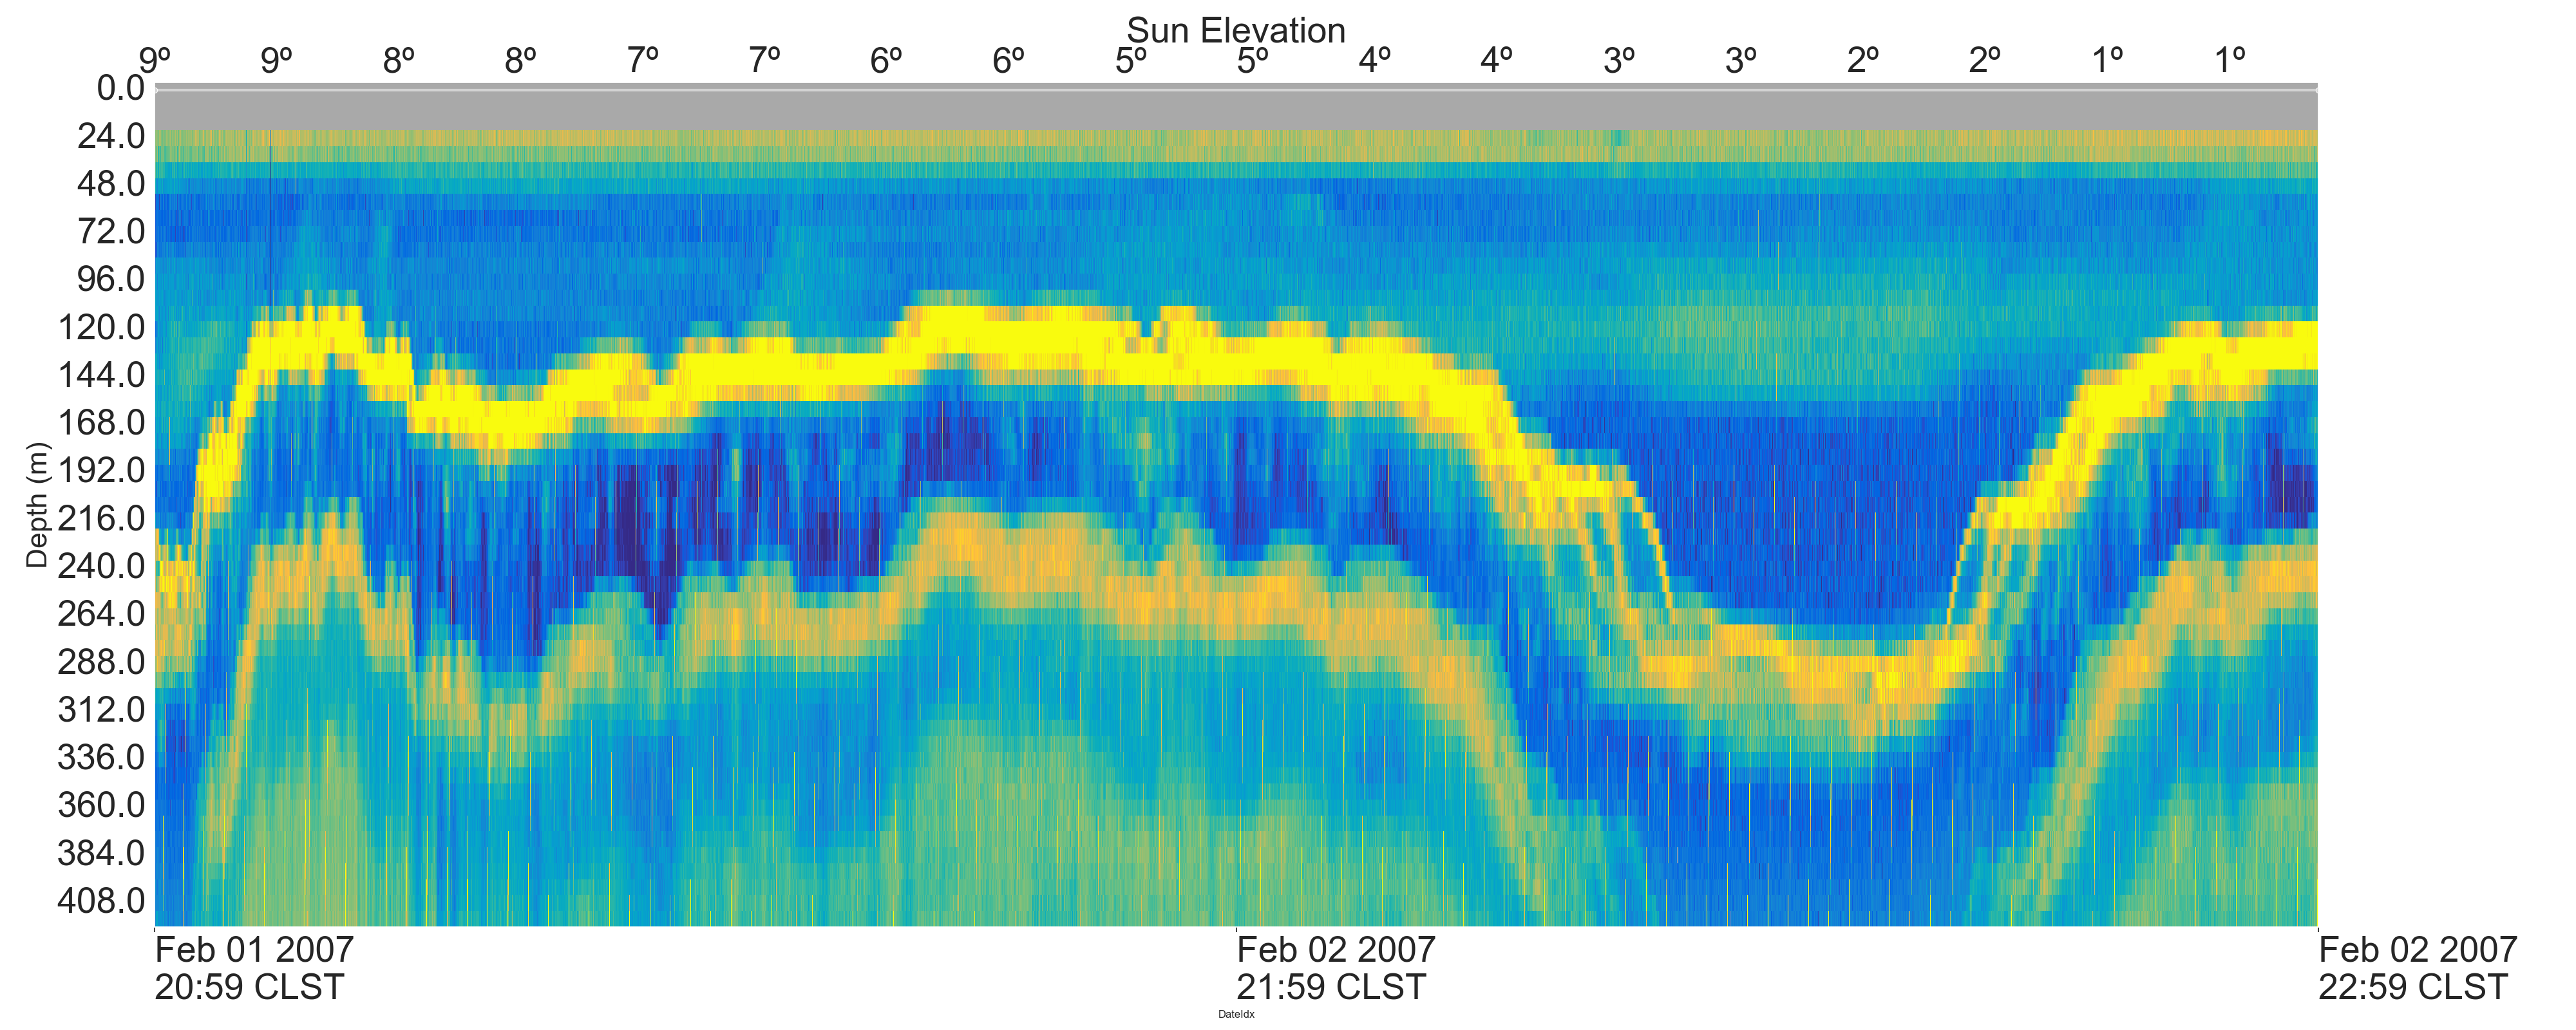 Sun Elevation
9º 9º 8º 8º 7º 7º 6º 6º 5º 5º 4º 4º 3º 3º 2º 2º 1º 1º
0.0
24.0
48.0
72.0
96.0
120.0
144.0
168.0
192.0
216.0
240.0
264.0
288.0
312.0
336.0
360.0
384.0
408.0
Depth (m)
Feb 01 2007
20:59 CLST
Feb 02 2007
21:59 CLST
Feb 02 2007
22:59 CLST
DateIdx